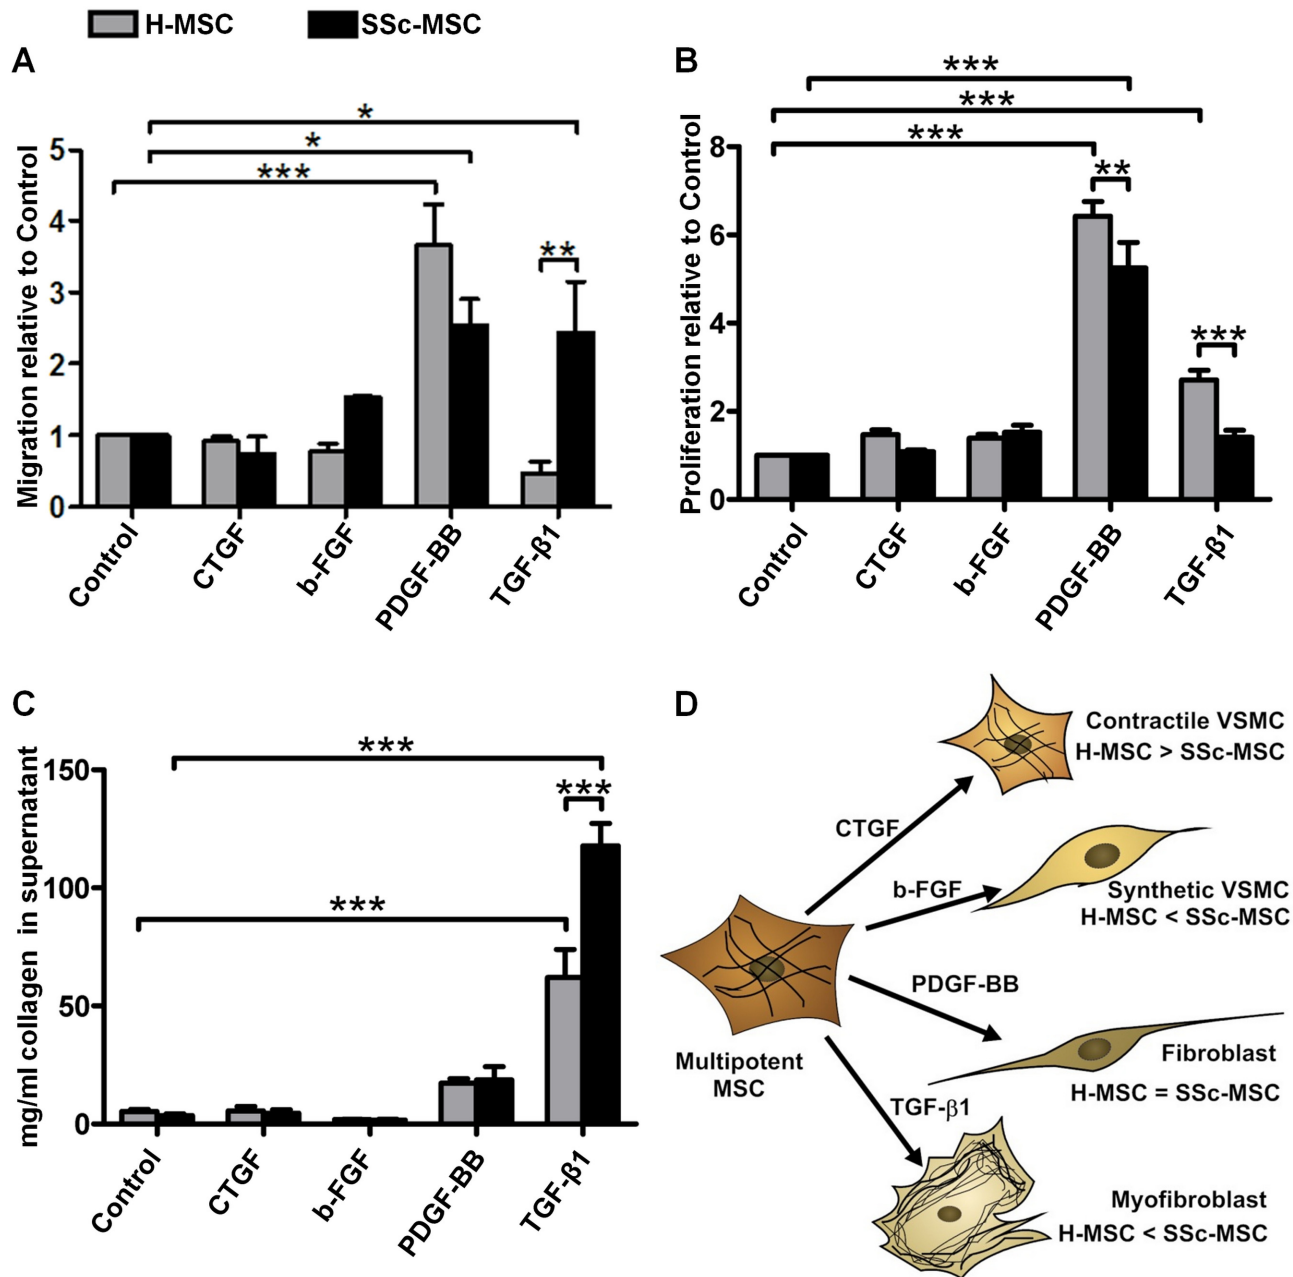 H-MSC
SSc-MSC
A
*
*
***
**
Migration relative to Control
5
4
3
2
1
0
Control
CTGF
b-FGF
PDGF-BB
TGF-β1
B
***
***
***
**
***
Proliferation relative to Control
8
6
4
2
0
Control
CTGF
b-FGF
PDGF-BB
TGF-β1
C
***
***
***
mg/ml collagen in supernatant
150
100
50
0
Control
CTGF
b-FGF
PDGF-BB
TGF-β1
D
Contractile VSMC
H-MSC > SSc-MSC
CTGF
b-FGF
Synthetic VSMC
H-MSC < SSc-MSC
PDGF-BB
Multipotent
MSC
Fibroblast
H-MSC = SSc-MSC
TGF-β1
Myofibroblast
H-MSC < SSc-MSC